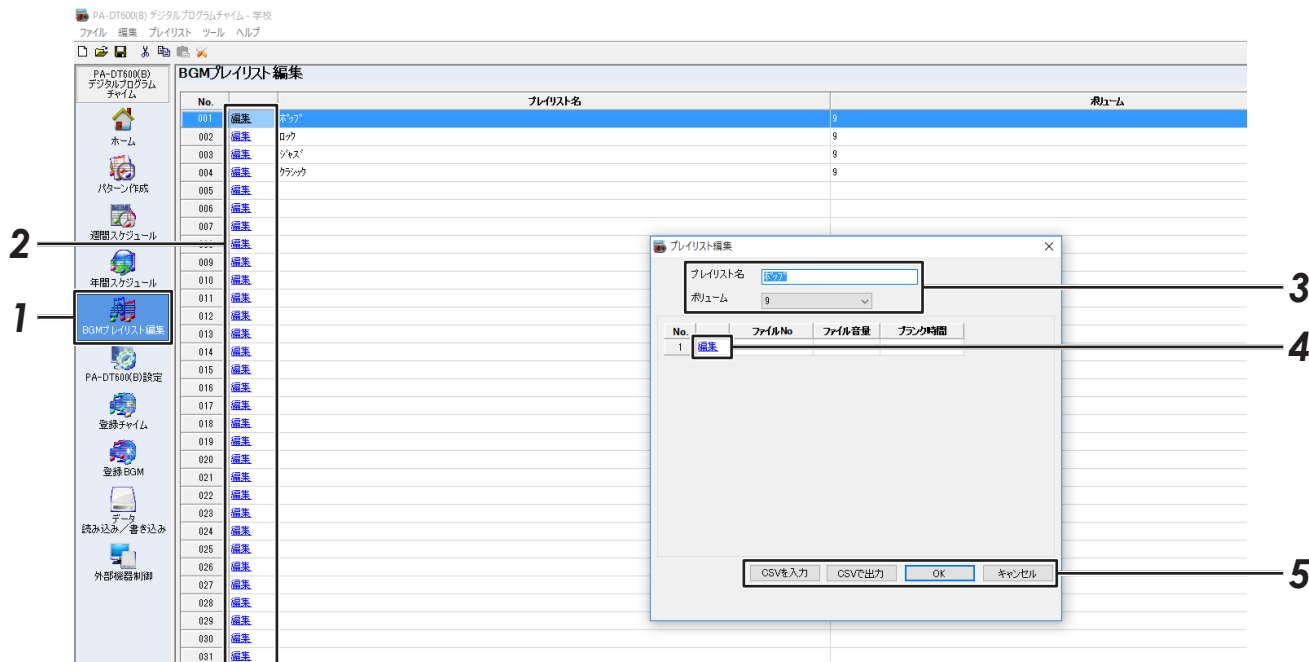 PA-DT600(B) デジタルプログラムチャイム - 学校
ファイル 編集 プレイリスト ツール ヘルプ
PA-DT600(B)
デジタルプログラム
チャイム
ホーム
パターン作成
週間スケジュール
年間スケジュール
BGMプレイリスト編集
PA-DT600(B)設定
登録チャイム
登録BGM
データ
読み込み/書き込み
外部機器制御
BGMプレイリスト編集
No. プレイリスト名 ボリューム
001 編集 ポップ 9
002 編集 ロック 9
003 編集 ジャズ 9
004 編集 クラシック 9
005 編集
006 編集
007 編集
編集
009 編集
010 編集
011 編集
012 編集
013 編集
014 編集
015 編集
016 編集
017 編集
018 編集
019 編集
020 編集
021 編集
022 編集
023 編集
024 編集
025 編集
026 編集
027 編集
028 編集
029 編集
030 編集
031 編集
プレイリスト編集
プレイリスト名 ポップ
ボリューム 9
No. ファイルNo ファイル音量 ブランク時間
1 編集
CSVを入力 CSVで出力 OK キャンセル
1
2
3
4
5